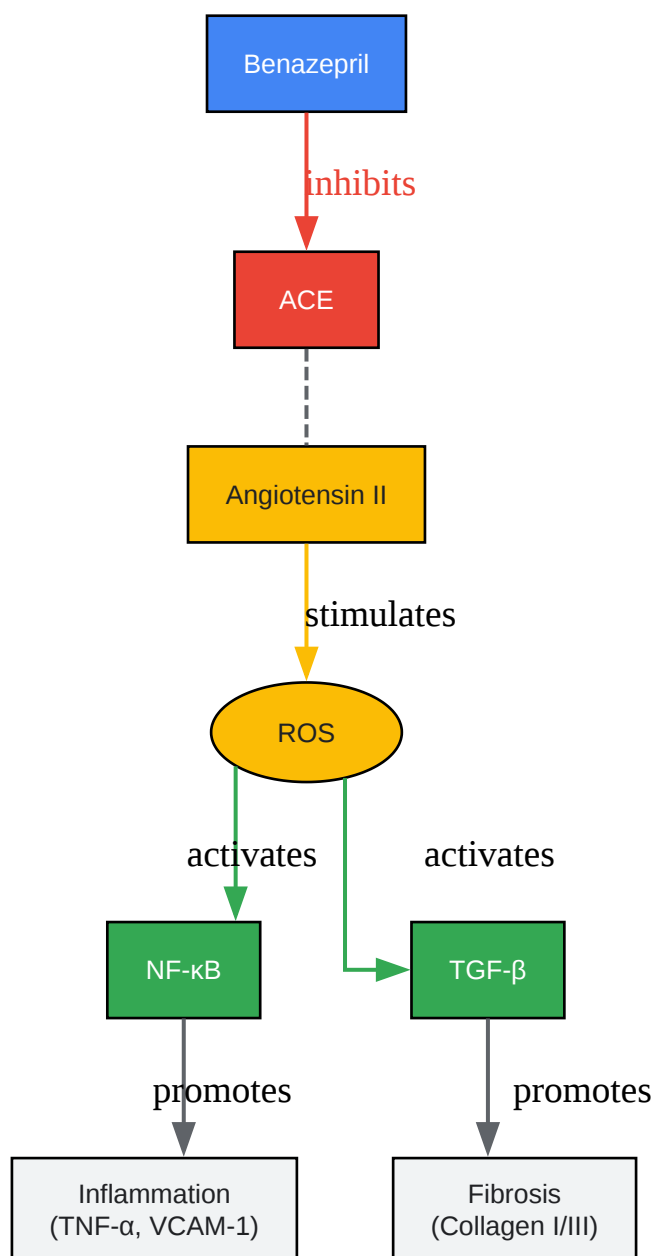 Benazepril
inhibits
ACE
Angiotensin II
stimulates
ROS
activates
activates
NF-κB
TGF-β
promotes
promotes
Inflammation
(TNF-α, VCAM-1)
Fibrosis
(Collagen I/III)